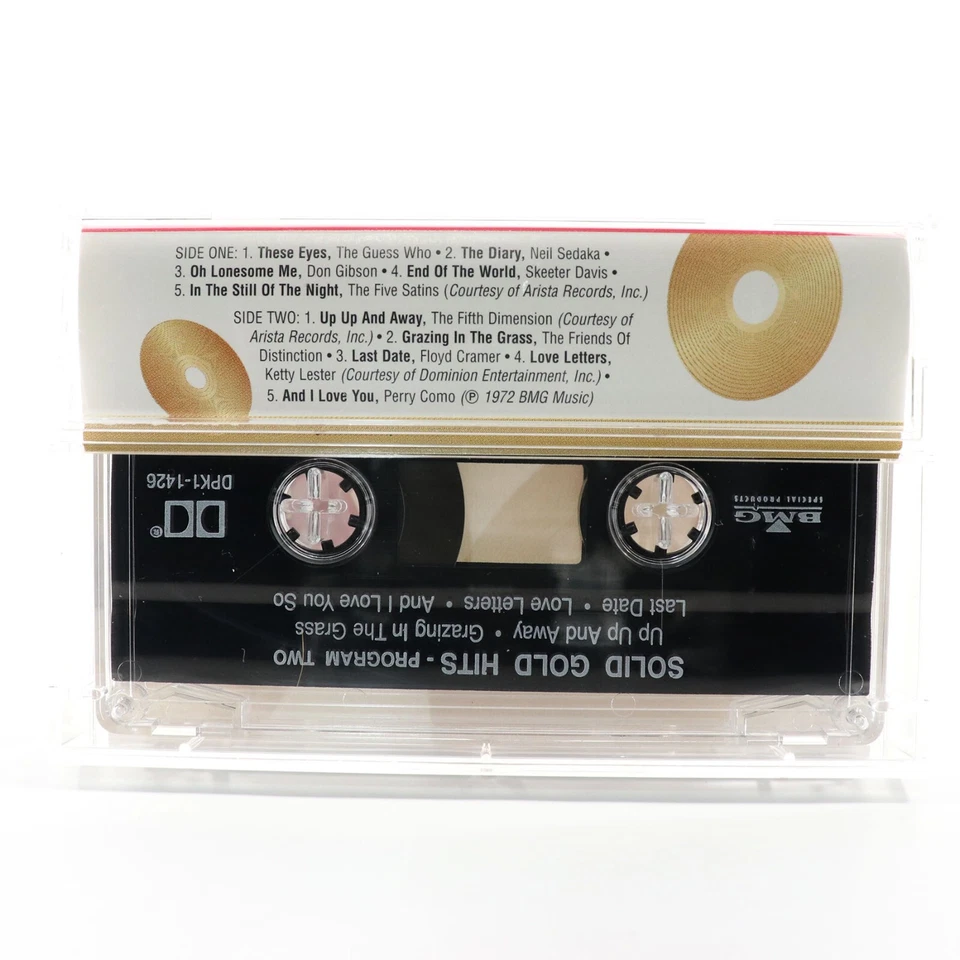 SIDE ONE: 1. These Eyes, The Guess Who • 2. The Diary, Neil Sedaka •
3. Oh Lonesome Me, Don Gibson • 4. End Of The World, Skeeter Davis •
5. In The Still Of The Night, The Five Satins (Courtesy of Arista Records, Inc.)
SIDE TWO: 1. Up Up And Away, The Fifth Dimension (Courtesy of
Arista Records, Inc.) • 2. Grazing In The Grass, The Friends Of
Distinction • 3. Last Date, Floyd Cramer • 4. Love Letters,
Ketty Lester (Courtesy of Dominion Entertainment, Inc.) •
5. And I Love You, Perry Como (℗ 1972 BMG Music)
SOLID GOLD HITS - PROGRAM TWO
Up Up And Away • Grazing In The Grass
Last Date • Love Letters • And I Love You So
BMG
SPECIAL PRODUCTS
®
DPK1-1426